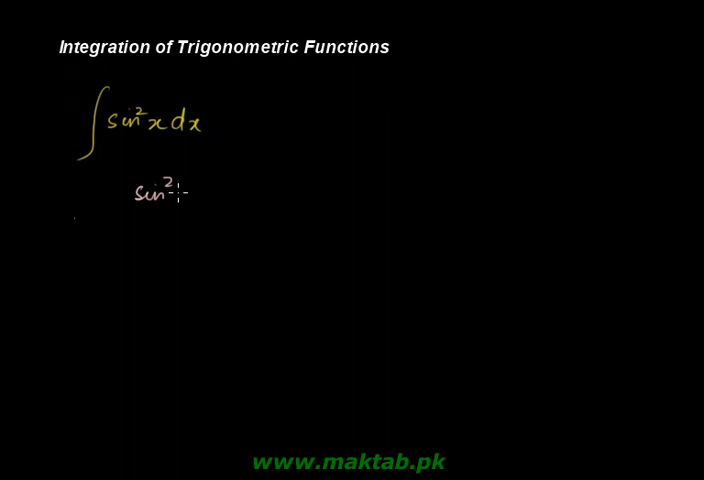 Integration of Trigonometric Functions
∫ sin²x dx
sin²
www.maktab.pk